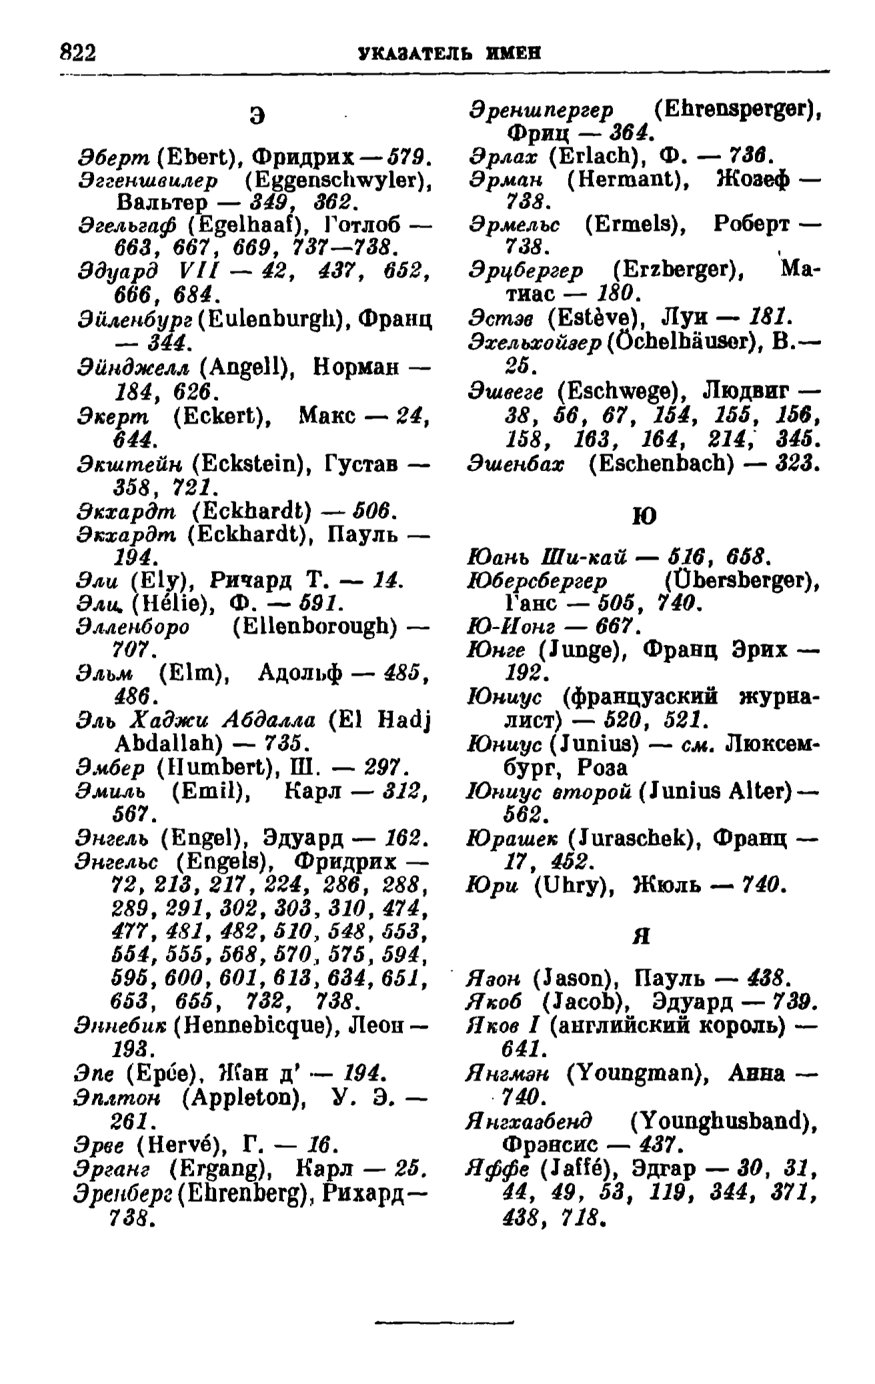 822
УКАЗАТЕЛЬ ИМЕН
Э
Эберт (Ebert), Фридрих — 579.
Эггеншвилер (Eggenschwyler),
Вальтер — 349, 362.
Эгельгаф (Egelhaaf), Готлоб —
663, 667, 669, 737—738.
Эдуард VII — 42, 437, 652,
666, 684.
Эйленбург (Eulenburgh), Франц
— 344.
Эйнджелл (Angell), Норман —
184, 626.
Экерт (Eckert), Макс — 24,
644.
Экштейн (Eckstein), Густав —
358, 721.
Экхардт (Eckhardt) — 506.
Экхардт (Eckhardt), Пауль —
194.
Эли (Ely), Ричард Т. — 14.
Эли (Hélie), Ф. — 591.
Элленборо (Ellenborough) —
707.
Эльм (Elm), Адольф — 485,
486.
Эль Хаджи Абдалла (El Hadj
Abdallah) — 735.
Эмбер (Humbert), Ш. — 297.
Эмиль (Emil), Карл — 312,
567.
Энгель (Engel), Эдуард — 162.
Энгельс (Engels), Фридрих —
72, 213, 217, 224, 286, 288,
289, 291, 302, 303, 310, 474,
477, 481, 482, 510, 548, 553,
554, 555, 568, 570, 575, 594,
595, 600, 601, 613, 634, 651,
653, 655, 732, 738.
Эннебик (Hennebicque), Леон —
193.
Эпе (Epée), Жан д’ — 194.
Эплтон (Appleton), У. Э. —
261.
Эрве (Hervé), Г. — 16.
Эрганг (Ergang), Карл — 25.
Эренберг (Ehrenberg), Рихард—
738.
Эреншпергер (Ehrensperger),
Фриц — 364.
Эрлах (Erlach), Ф. — 736.
Эрман (Hermant), Жозеф —
738.
Эрмельс (Ermels), Роберт —
738.
Эрцбергер (Erzberger), Ма-
тиас — 180.
Эстэв (Estève), Луи — 181.
Эхельхойзер (Öchelhäuser), В.—
25.
Эшвеге (Eschwege), Людвиг —
38, 56, 67, 154, 155, 156,
158, 163, 164, 214, 345.
Эшенбах (Eschenbach) — 323.
Ю
Юань Ши-кай — 516, 658.
Юберсбергер (Übersberger),
Ганс — 505, 740.
Ю-Ионг — 667.
Юнге (Junge), Франц Эрих —
192.
Юниус (французский журна-
лист) — 520, 521.
Юниус (Junius) — см. Люксем-
бург, Роза
Юниус второй (Junius Alter) —
562.
Юрашек (Juraschek), Франц —
17, 452.
Юри (Uhry), Жюль — 740.
Я
Язон (Jason), Пауль — 438.
Якоб (Jacob), Эдуард — 739.
Яков I (английский король) —
641.
Янгмэн (Youngman), Анна —
740.
Янгхазбенд (Younghusband),
Фрэнсис — 437.
Яффе (Jaffé), Эдгар — 30, 31,
44, 49, 53, 119, 344, 371,
438, 718.